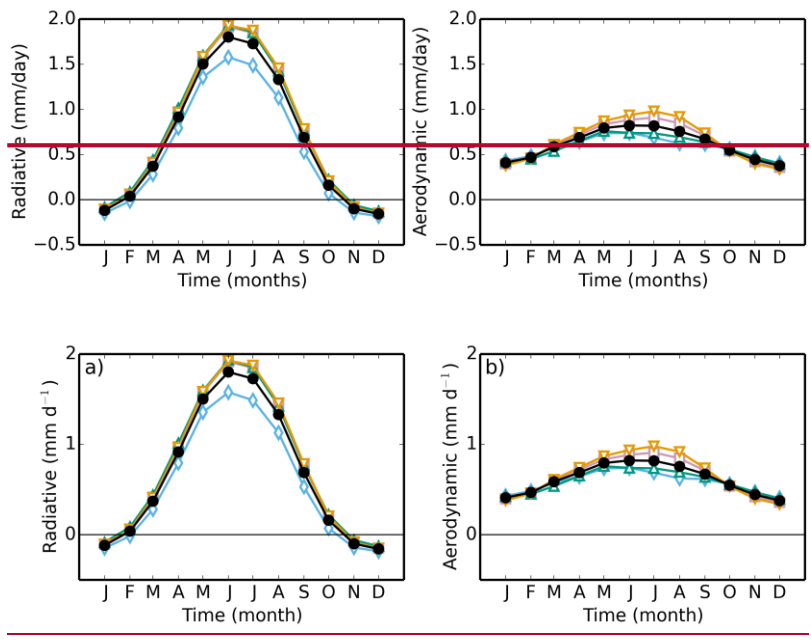 Radiative (mm/day)
2.0
1.5
1.0
0.5
0.0
−0.5
J F M A M J J A S O N D
Time (months)
Aerodynamic (mm/day)
2.0
1.5
1.0
0.5
0.0
−0.5
J F M A M J J A S O N D
Time (months)
a)
Radiative (mm d⁻¹)
2
1
0
J F M A M J J A S O N D
Time (month)
b)
Aerodynamic (mm d⁻¹)
2
1
0
J F M A M J J A S O N D
Time (month)